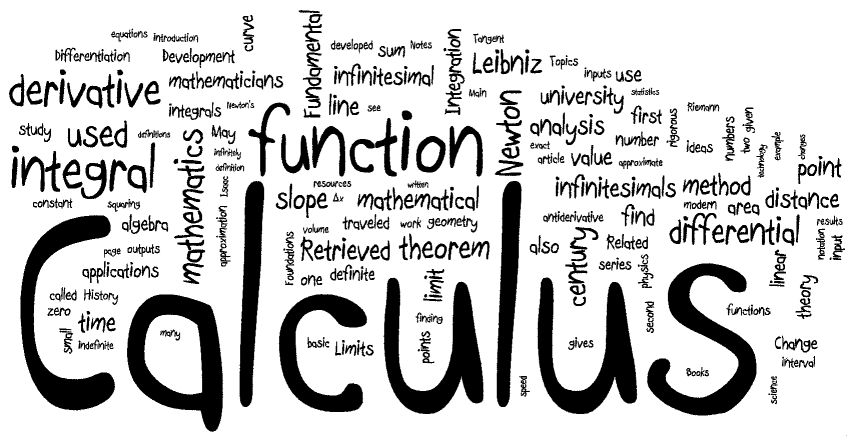 equations introduction
Differentiation
Development
curve
Fundamental
developed sum Notes
Tangent
derivative
mathematicians
infinitesimal
Integration
Leibniz Topics
inputs use
integrals Newton's
line see
Main
university statistics
study used definitions
May
function
Newton
analysis
first
rigorous
Riemann
numbers
two given
infinitely
definition
exact
article value
number
approximate
ideas
technology
example
changes
point
integral
mathematics
Isaac
resources
written
infinitesimals method
constant squaring
slope Δx mathematical
modern area distance
algebra
approximation
volume traveled work geometry
antiderivative find
differential
notation
results
input
page outputs
Foundations
Retrieved theorem
also
century
Related
applications
one definite
limit
series
physics
linear
theory
called History
zero
small
time
indefinite
many
Calculus
finding
basic Limits
points
gives
second
functions
Change
interval
speed
Books
science